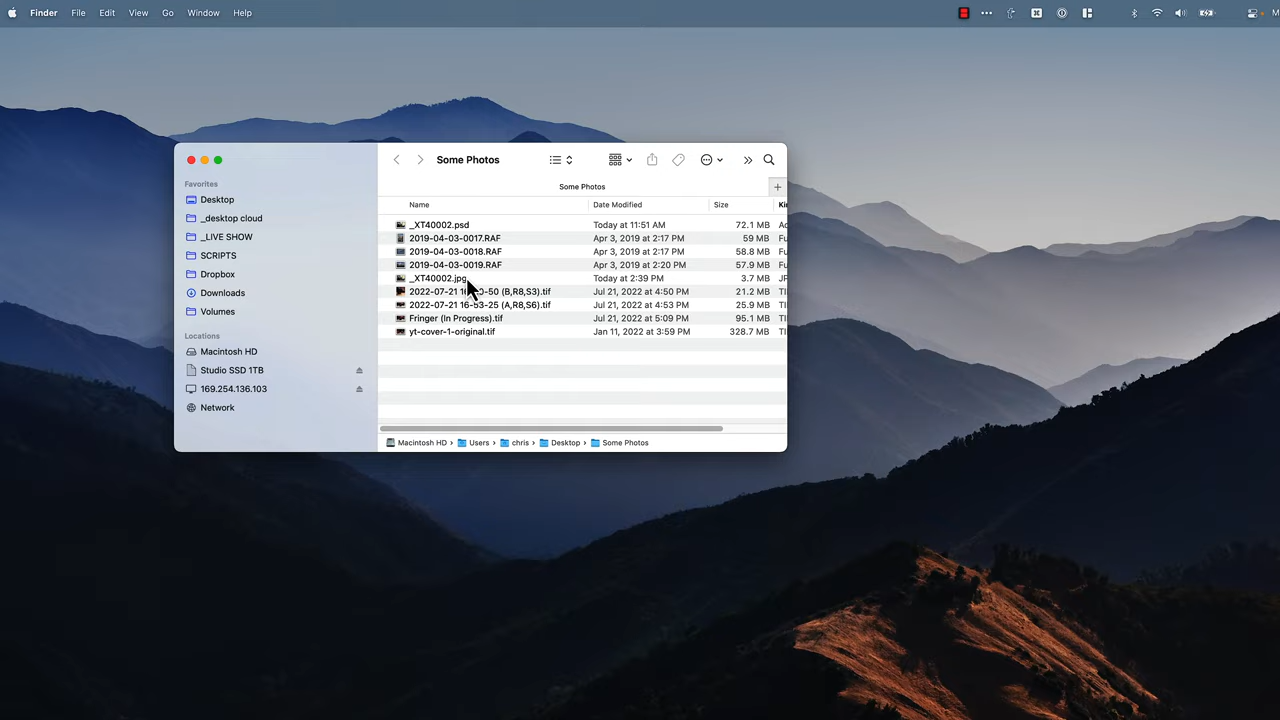 Finder File Edit View Go Window Help
Some Photos
Some Photos
Favorites
Desktop
_desktop cloud
_LIVE SHOW
SCRIPTS
Dropbox
Downloads
Volumes
Locations
Macintosh HD
Studio SSD 1TB
169.254.136.103
Network
Name Date Modified Size
_XT40002.psd Today at 11:51 AM 72.1 MB
2019-04-03-0017.RAF Apr 3, 2019 at 2:17 PM 59 MB
2019-04-03-0018.RAF Apr 3, 2019 at 2:17 PM 58.8 MB
2019-04-03-0019.RAF Apr 3, 2019 at 2:20 PM 57.9 MB
_XT40002.jpg Today at 2:39 PM 3.7 MB
2022-07-21 (B,R8,S3).tif Jul 21, 2022 at 4:50 PM 21.2 MB
2022-07-21 (A,R8,S6).tif Jul 21, 2022 at 4:53 PM 25.9 MB
Fringer (In Progress).tif Jul 21, 2022 at 5:09 PM 95.1 MB
yt-cover-1-original.tif Jan 11, 2022 at 3:59 PM 328.7 MB
Macintosh HD › Users › chris › Desktop › Some Photos